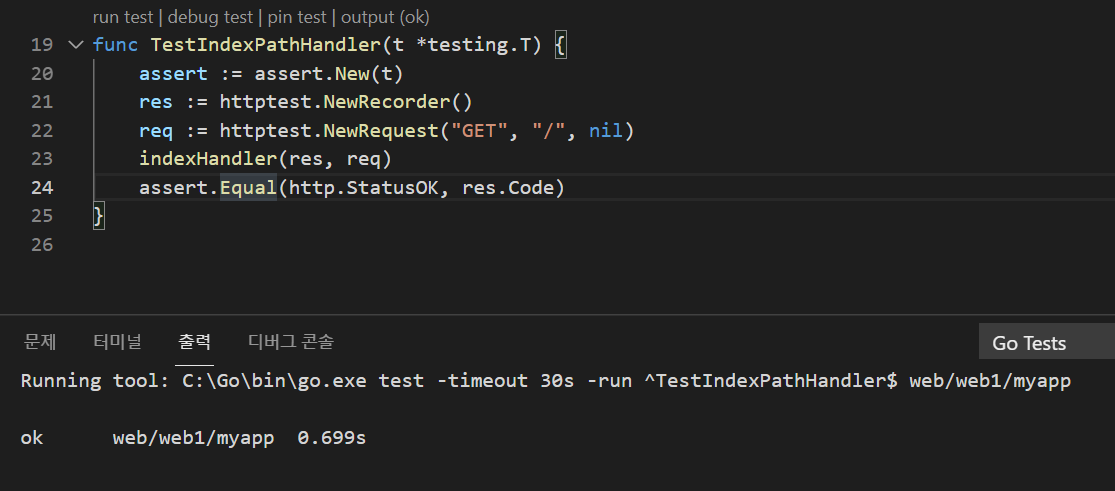 run test | debug test | pin test | output (ok)
19 func TestIndexPathHandler(t *testing.T) {
20 assert := assert.New(t)
21 res := httptest.NewRecorder()
22 req := httptest.NewRequest("GET", "/", nil)
23 indexHandler(res, req)
24 assert.Equal(http.StatusOK, res.Code)
25 }
26
문제 터미널 출력 디버그 콘솔 Go Tests
Running tool: C:\Go\bin\go.exe test -timeout 30s -run ^TestIndexPathHandler$ web/web1/myapp
ok web/web1/myapp 0.699s